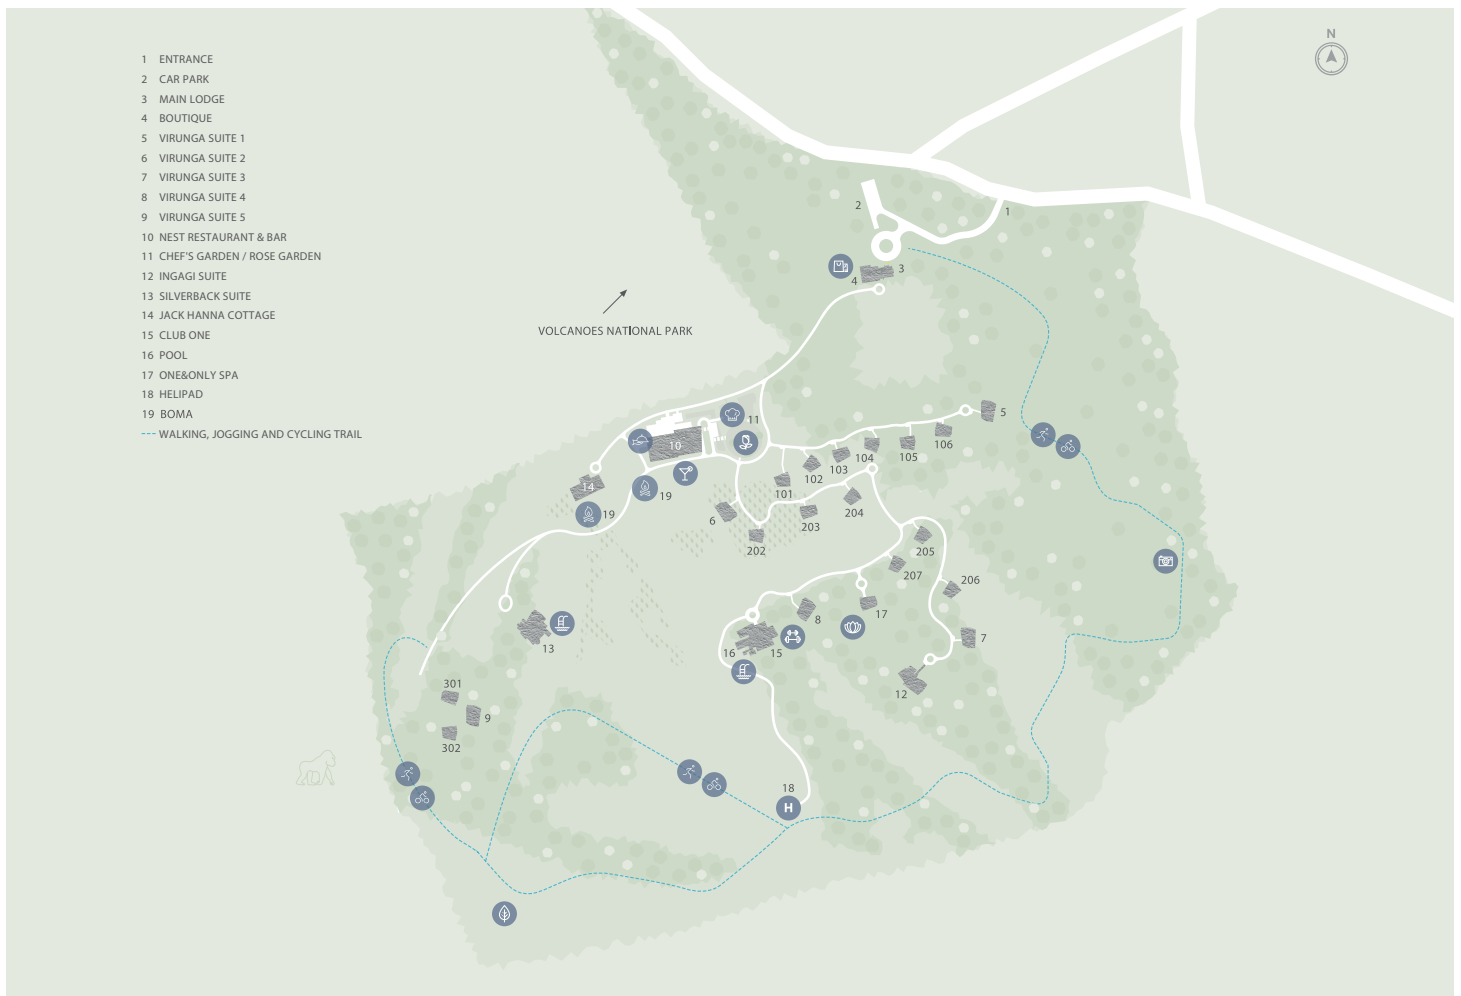 N
1 ENTRANCE
2 CAR PARK
3 MAIN LODGE
4 BOUTIQUE
5 VIRUNGA SUITE 1
6 VIRUNGA SUITE 2
7 VIRUNGA SUITE 3
8 VIRUNGA SUITE 4
9 VIRUNGA SUITE 5
10 NEST RESTAURANT & BAR
11 CHEF'S GARDEN / ROSE GARDEN
12 INGAGI SUITE
13 SILVERBACK SUITE
14 JACK HANNA COTTAGE
15 CLUB ONE
16 POOL
17 ONE&ONLY SPA
18 HELIPAD
19 BOMA
--- WALKING, JOGGING AND CYCLING TRAIL
2
1
3
4
VOLCANOES NATIONAL PARK
5
11
10
106
105
104
103
102
101
14
19
19
6
204
203
202
205
207
206
17
8
7
13
16
15
12
301
9
302
18
H